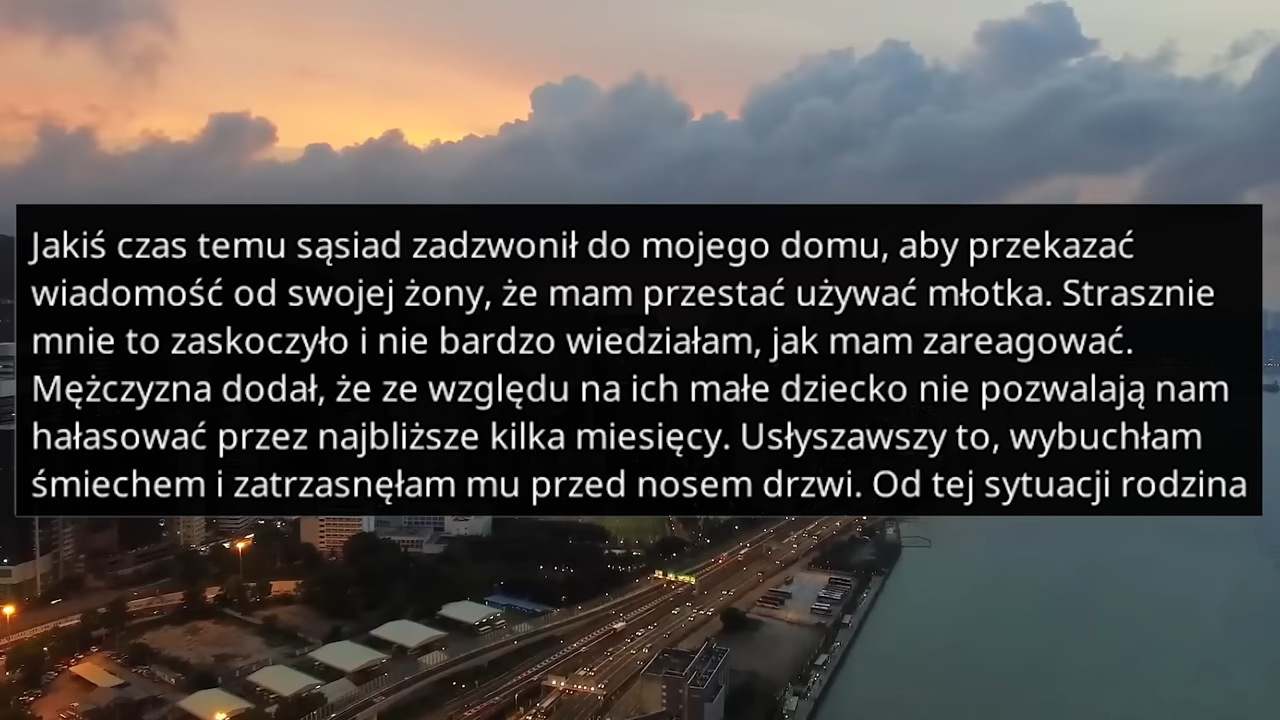 Jakiś czas temu sąsiad zadzwonił do mojego domu, aby przekazać
wiadomość od swojej żony, że mam przestać używać młotka. Strasznie
mnie to zaskoczyło i nie bardzo wiedziałam, jak mam zareagować.
Mężczyzna dodał, że ze względu na ich małe dziecko nie pozwalają nam
hałasować przez najbliższe kilka miesięcy. Usłyszawszy to, wybuchłam
śmiechem i zatrzasnęłam mu przed nosem drzwi. Od tej sytuacji rodzina